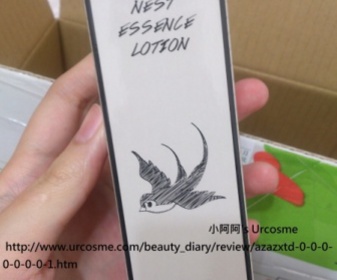 NEST
ESSENCE
LOTION
小阿阿's Urcosme
http://www.urcosme.com/beauty_diary/review/azazxtd-0-0-0-
0-0-0-0-1.htm